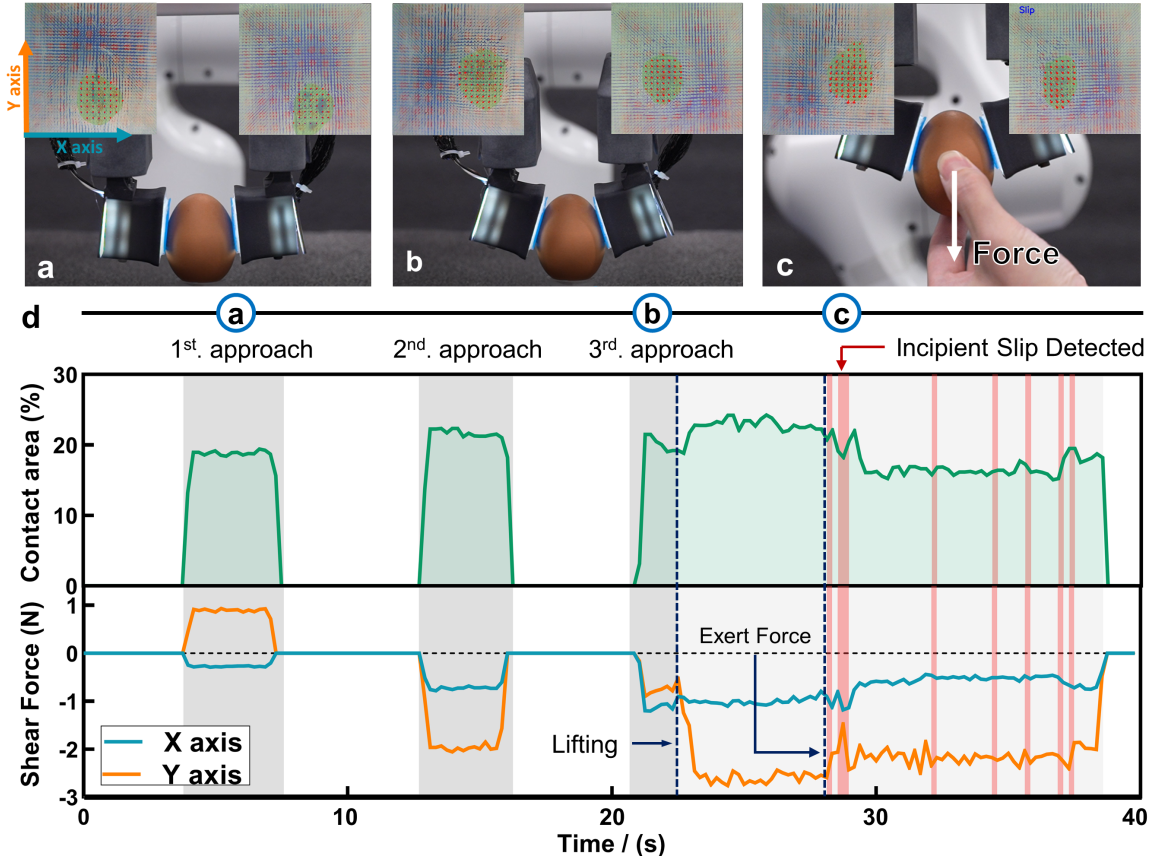 Y axis
X axis
a
b
Slip
c
Force
d
a
b
c
1st. approach
2nd. approach
3rd. approach
Incipient Slip Detected
Contact area (%)
30
20
10
0
Shear Force (N)
1
0
-1
-2
-3
Exert Force
Lifting
X axis
Y axis
0
10
20
30
40
Time / (s)